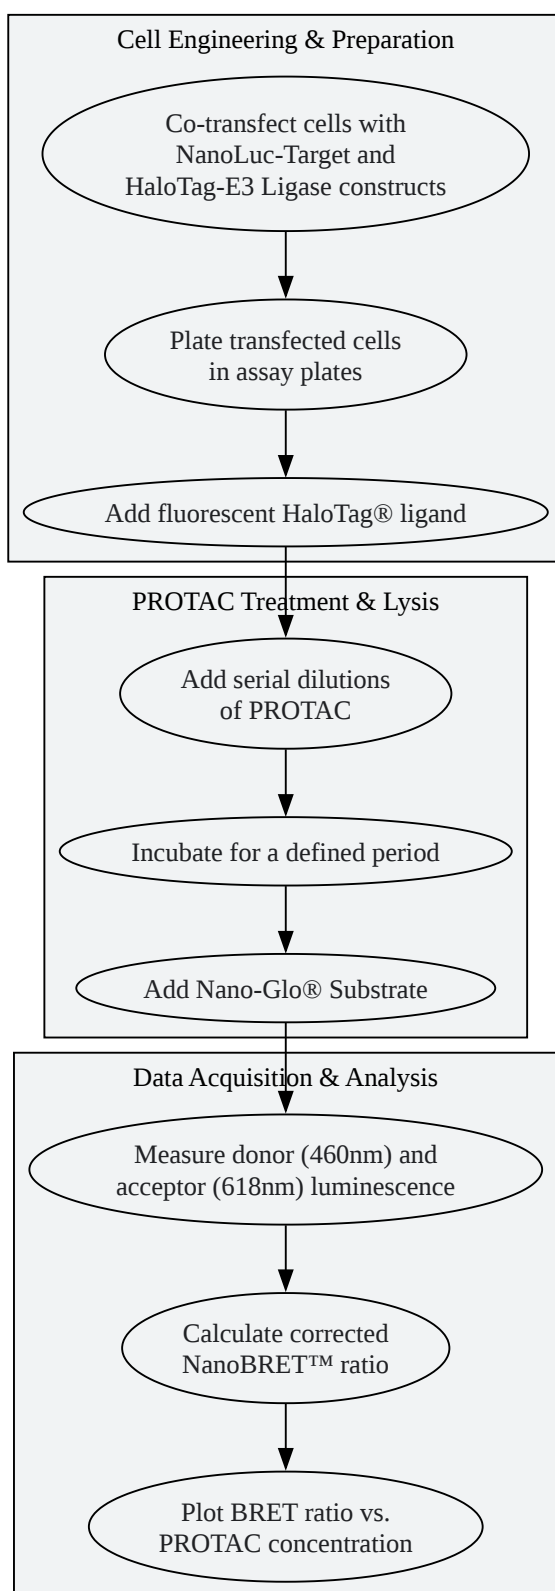 Cell Engineering & Preparation
Co-transfect cells with
NanoLuc-Target and
HaloTag-E3 Ligase constructs
Plate transfected cells
in assay plates
Add fluorescent HaloTag® ligand
PROTAC Treatment & Lysis
Add serial dilutions
of PROTAC
Incubate for a defined period
Add Nano-Glo® Substrate
Data Acquisition & Analysis
Measure donor (460nm) and
acceptor (618nm) luminescence
Calculate corrected
NanoBRET™ ratio
Plot BRET ratio vs.
PROTAC concentration